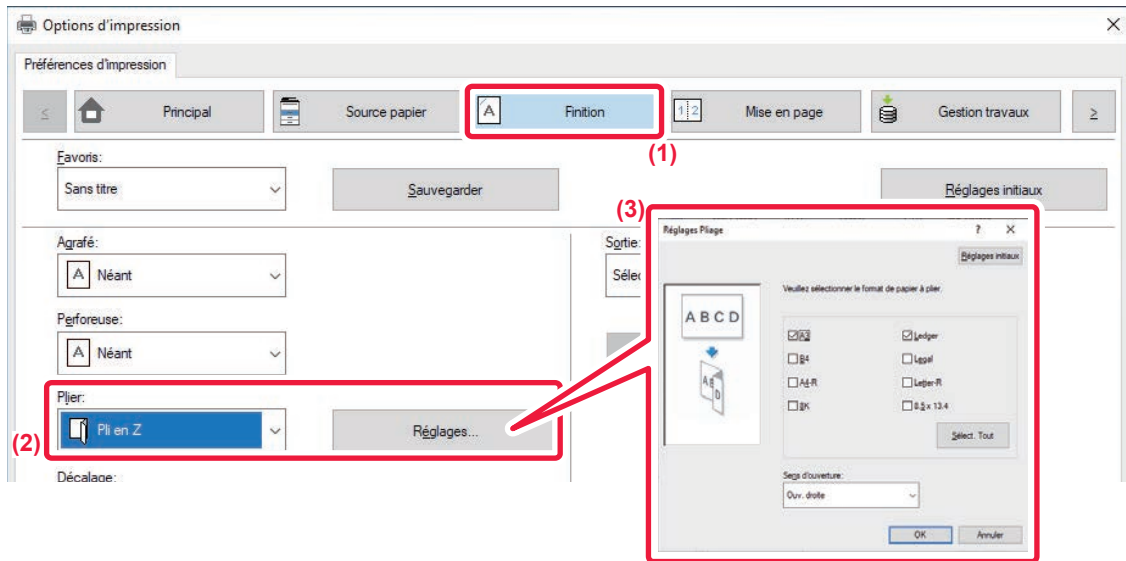 Options d'impression
Préférences d'impression
≤ Principal Source papier Finition Mise en page Gestion travaux ≥
(1)
Favoris:
Sans titre Sauvegarder Réglages initiaux
(3)
Agrafé:
Néant
Perforeuse:
Néant
Plier:
Pli en Z Réglages...
(2)
Décalage:
Sortie:
Sélec
Réglages Pliage ? ×
Réglages initiaux
Veuillez sélectionner le format de papier à plier.
A B C D
A3 Ledger
B4 Legal
A4-R Letter-R
8K 8.5 x 13.4
Sélect. Tout
Sens d'ouverture:
Ouv. droite
OK Annuler